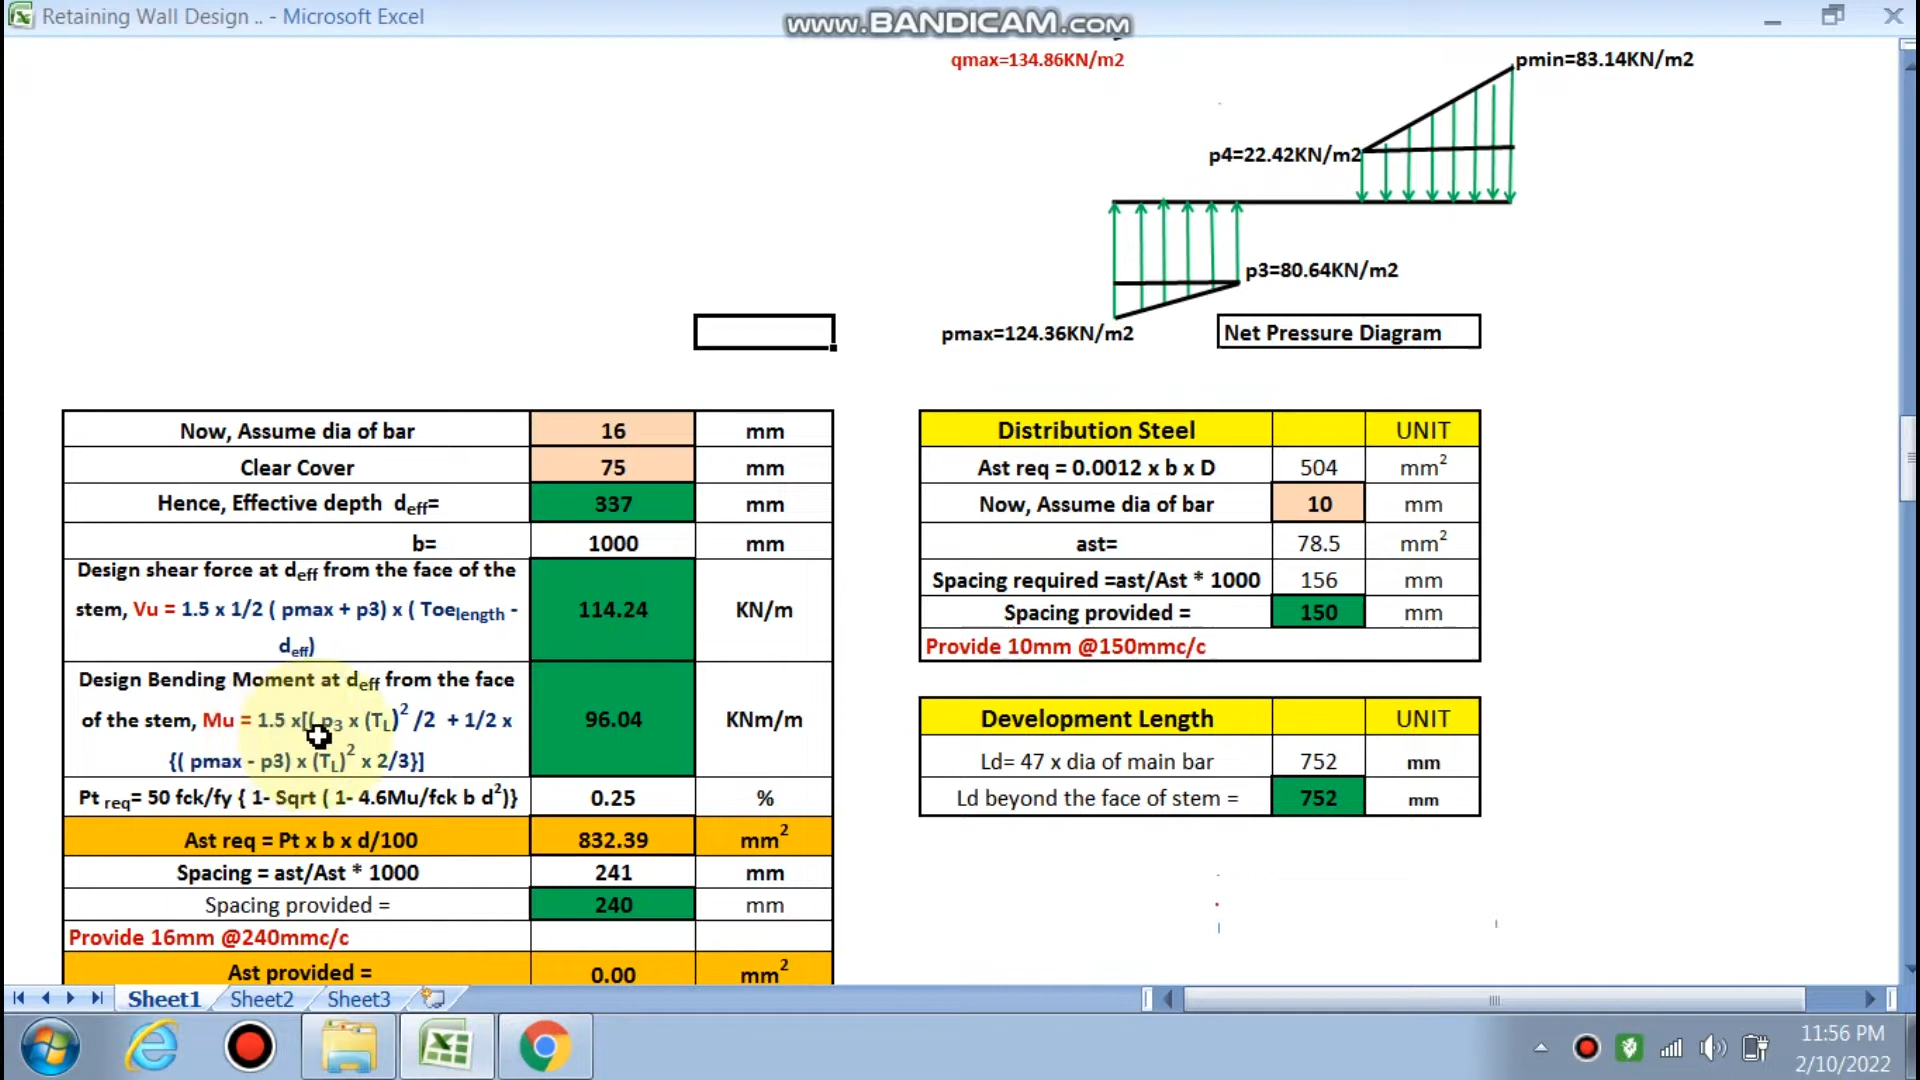 Retaining Wall Design .. - Microsoft Excel
www.BANDICAM.com
qmax=134.86KN/m2
pmin=83.14KN/m2
p4=22.42KN/m2
p3=80.64KN/m2
pmax=124.36KN/m2
Net Pressure Diagram
Now, Assume dia of bar 16 mm
Clear Cover 75 mm
Hence, Effective depth deff= 337 mm
b= 1000 mm
Design shear force at deff from the face of the
stem, Vu = 1.5 x 1/2 ( pmax + p3) x ( Toelength -
deff)
114.24 KN/m
Design Bending Moment at deff from the face
of the stem, Mu = 1.5 x[( p3 x (TL)2 /2 + 1/2 x
{( pmax - p3) x (TL)2 x 2/3}]
96.04 KNm/m
Pt req= 50 fck/fy { 1- Sqrt ( 1- 4.6Mu/fck b d2)} 0.25 %
Ast req = Pt x b x d/100 832.39 mm2
Spacing = ast/Ast * 1000 241 mm
Spacing provided = 240 mm
Provide 16mm @240mmc/c
Ast provided = 0.00 mm2
Distribution Steel UNIT
Ast req = 0.0012 x b x D 504 mm2
Now, Assume dia of bar 10 mm
ast= 78.5 mm2
Spacing required =ast/Ast * 1000 156 mm
Spacing provided = 150 mm
Provide 10mm @150mmc/c
Development Length UNIT
Ld= 47 x dia of main bar 752 mm
Ld beyond the face of stem = 752 mm
Sheet1 Sheet2 Sheet3
11:56 PM
2/10/2022